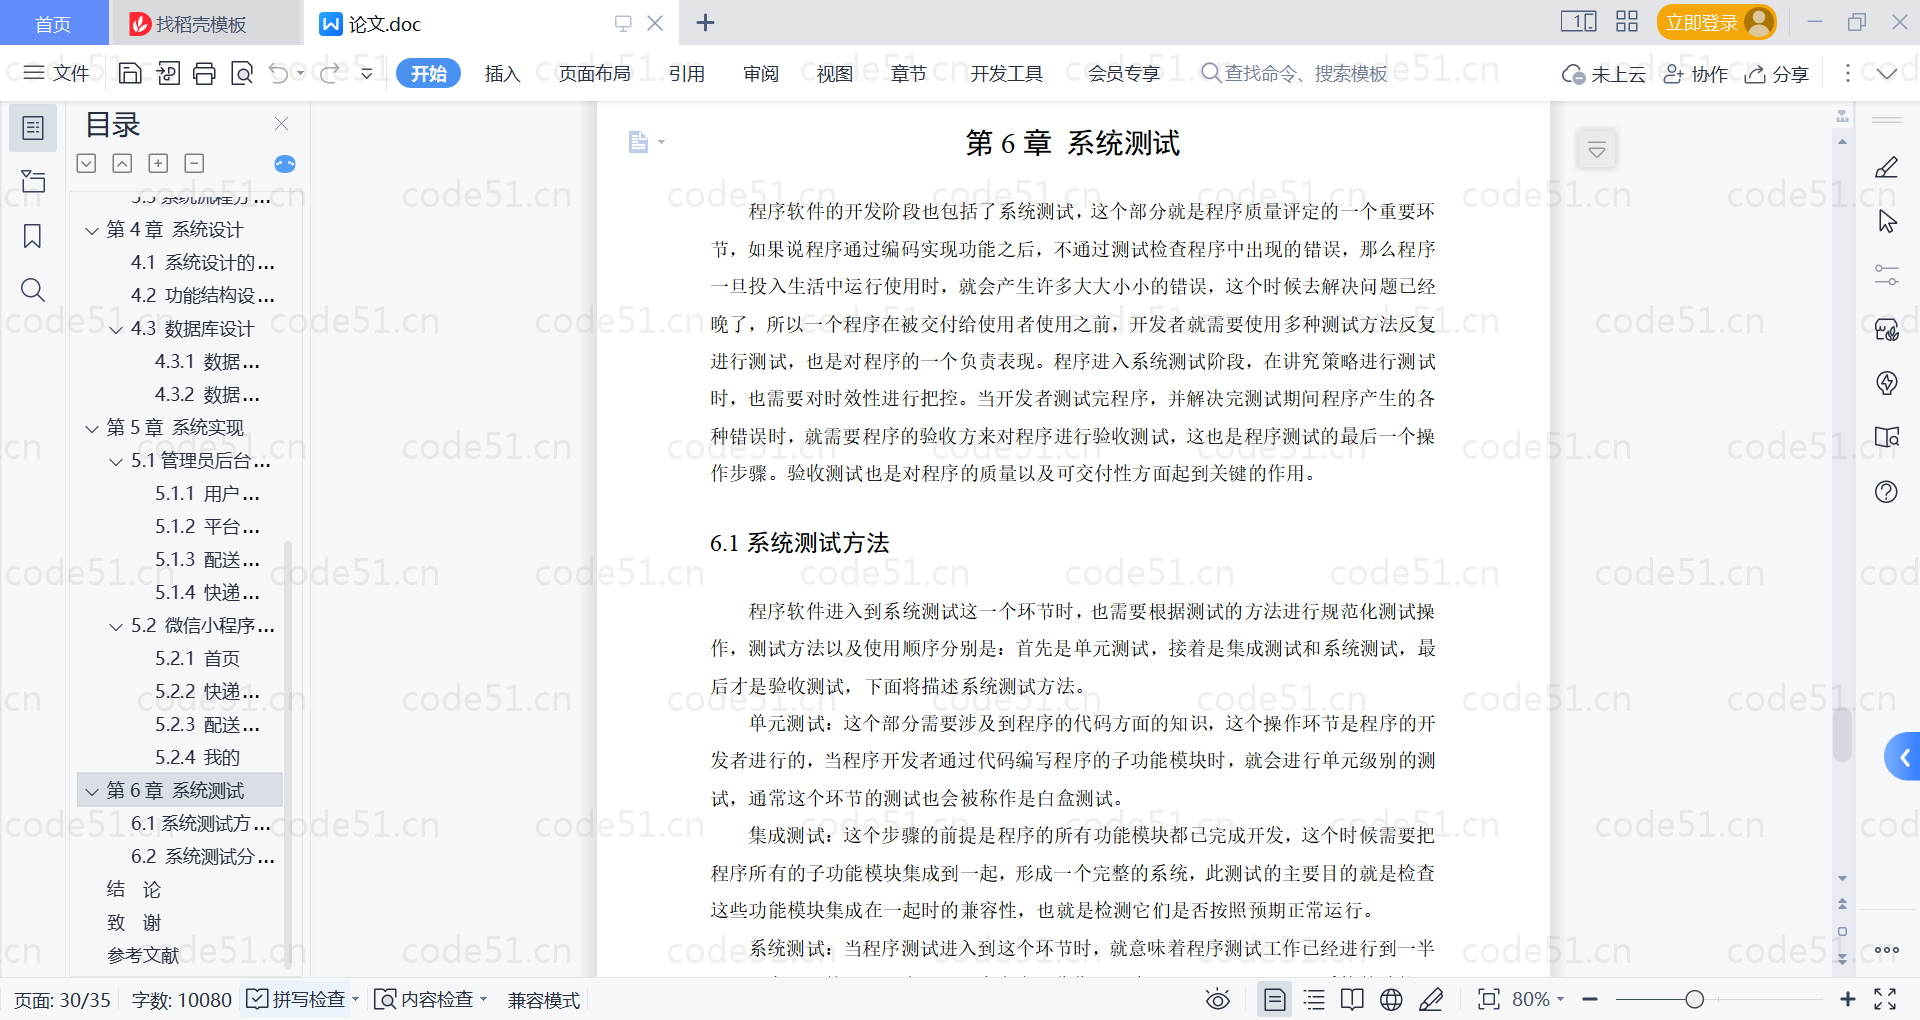 首页
找稻壳模板
论文.doc
立即登录
文件
开始
插入
页面布局
引用
审阅
视图
章节
开发工具
会员专享
查找命令、搜索模板
未上云
协作
分享
目录
第 4 章 系统设计
4.1 系统设计的...
4.2 功能结构设...
4.3 数据库设计
4.3.1 数据...
4.3.2 数据...
第 5 章 系统实现
5.1 管理员后台...
5.1.1 用户...
5.1.2 平台...
5.1.3 配送...
5.1.4 快递...
5.2 微信小程序...
5.2.1 首页
5.2.2 快递...
5.2.3 配送...
5.2.4 我的
第 6 章 系统测试
6.1 系统测试方...
6.2 系统测试分...
结 论
致 谢
参考文献
第 6 章 系统测试
程序软件的开发阶段也包括了系统测试，这个部分就是程序质量评定的一个重要环
节，如果说程序通过编码实现功能之后，不通过测试检查程序中出现的错误，那么程序
一旦投入生活中运行使用时，就会产生许多大大小小的错误，这个时候去解决问题已经
晚了，所以一个程序在被交付给使用者使用之前，开发者就需要使用多种测试方法反复
进行测试，也是对程序的一个负责表现。程序进入系统测试阶段，在讲究策略进行测试
时，也需要对时效性进行把控。当开发者测试完程序，并解决完测试期间程序产生的各
种错误时，就需要程序的验收方来对程序进行验收测试，这也是程序测试的最后一个操
作步骤。验收测试也是对程序的质量以及可交付性方面起到关键的作用。
6.1 系统测试方法
程序软件进入到系统测试这一个环节时，也需要根据测试的方法进行规范化测试操
作，测试方法以及使用顺序分别是：首先是单元测试，接着是集成测试和系统测试，最
后才是验收测试，下面将描述系统测试方法。
单元测试：这个部分需要涉及到程序的代码方面的知识，这个操作环节是程序的开
发者进行的，当程序开发者通过代码编写程序的子功能模块时，就会进行单元级别的测
试，通常这个环节的测试也会被称作是白盒测试。
集成测试：这个步骤的前提是程序的所有功能模块都已完成开发，这个时候需要把
程序所有的子功能模块集成到一起，形成一个完整的系统，此测试的主要目的就是检查
这些功能模块集成在一起时的兼容性，也就是检测它们是否按照预期正常运行。
系统测试：当程序测试进入到这个环节时，就意味着程序测试工作已经进行到一半
页面: 30/35
字数: 10080
拼写检查
内容检查
兼容模式
80%
code51.cn